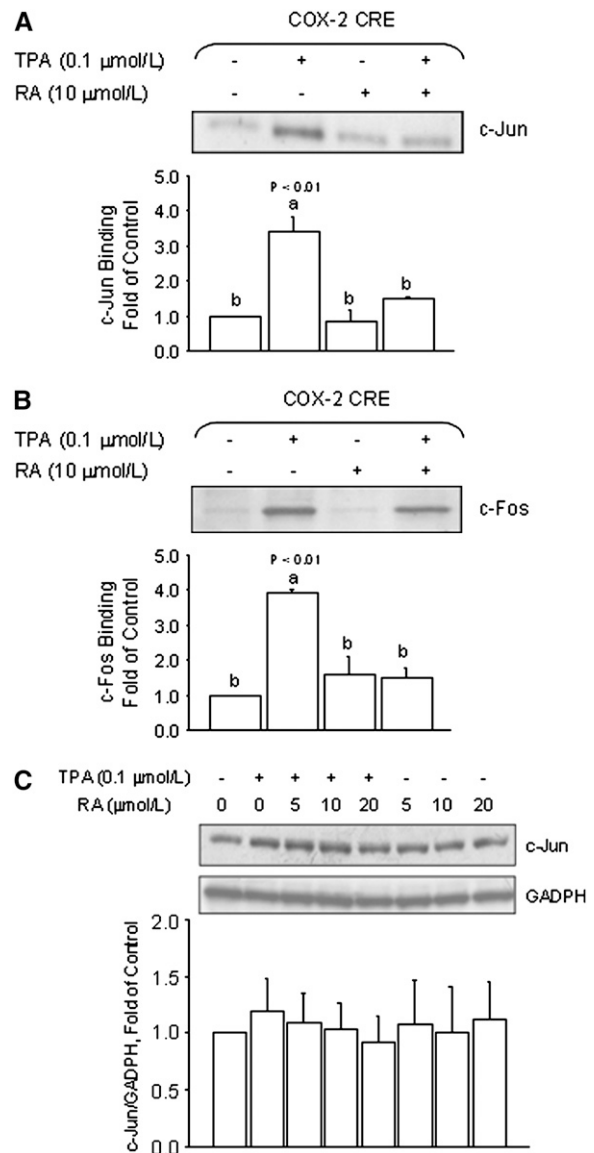 A
COX-2 CRE
TPA (0.1 µmol/L) - + - +
RA (10 µmol/L) - - + +
c-Jun
5.0
4.0
3.0
2.0
1.0
0.0
c-Jun Binding
Fold of Control
P < 0.01
b a b b
B
COX-2 CRE
TPA (0.1 µmol/L) - + - +
RA (10 µmol/L) - - + +
c-Fos
5.0
4.0
3.0
2.0
1.0
0.0
c-Fos Binding
Fold of Control
P < 0.01
b a b b
C
TPA (0.1 µmol/L) - + + + + - - -
RA (µmol/L) 0 0 5 10 20 5 10 20
c-Jun
GADPH
2.0
1.5
1.0
0.5
0.0
c-Jun/GADPH, Fold of Control